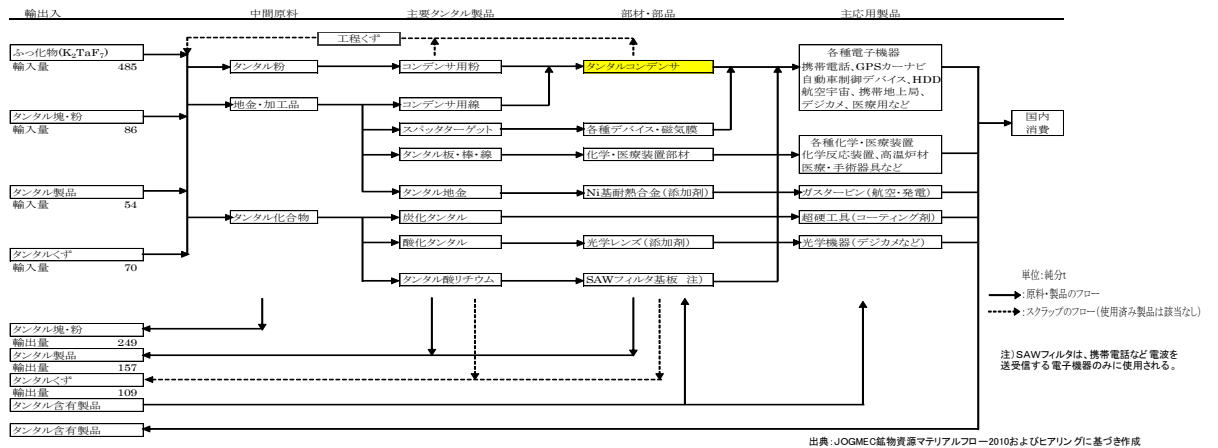 輸出入 中間原料 主要タンタル製品 部材・部品 主応用製品
工程くず
ふっ化物(K₂TaF₇)
輸入量 485
タンタル塊・粉
輸入量 86
タンタル製品
輸入量 54
タンタルくず
輸入量 70
タンタル粉
地金・加工品
タンタル化合物
コンデンサ用粉
コンデンサ用線
スパッタターゲット
タンタル板・棒・線
タンタル地金
炭化タンタル
酸化タンタル
タンタル酸リチウム
タンタルコンデンサ
各種デバイス・磁気膜
化学・医療装置部材
Ni基耐熱合金(添加剤)
光学レンズ(添加剤)
SAWフィルタ基板 注)
各種電子機器
携帯電話、GPSカーナビ
自動車制御デバイス、HDD
航空宇宙、携帯地上局、
デジカメ、医療用など
各種化学・医療装置
化学反応装置、高温炉材
医療・手術器具など
ガスタービン(航空・発電)
超硬工具(コーティング剤)
光学機器(デジカメなど)
国内
消費
タンタル塊・粉
輸出量 249
タンタル製品
輸出量 157
タンタルくず
輸出量 109
タンタル含有製品
タンタル含有製品
単位:純分t
:原料・製品のフロー
:スクラップのフロー(使用済み製品は該当なし)
注)SAWフィルタは、携帯電話など電波を
送受信する電子機器のみに使用される。
出典:JOGMEC鉱物資源マテリアルフロー2010およびヒアリングに基づき作成